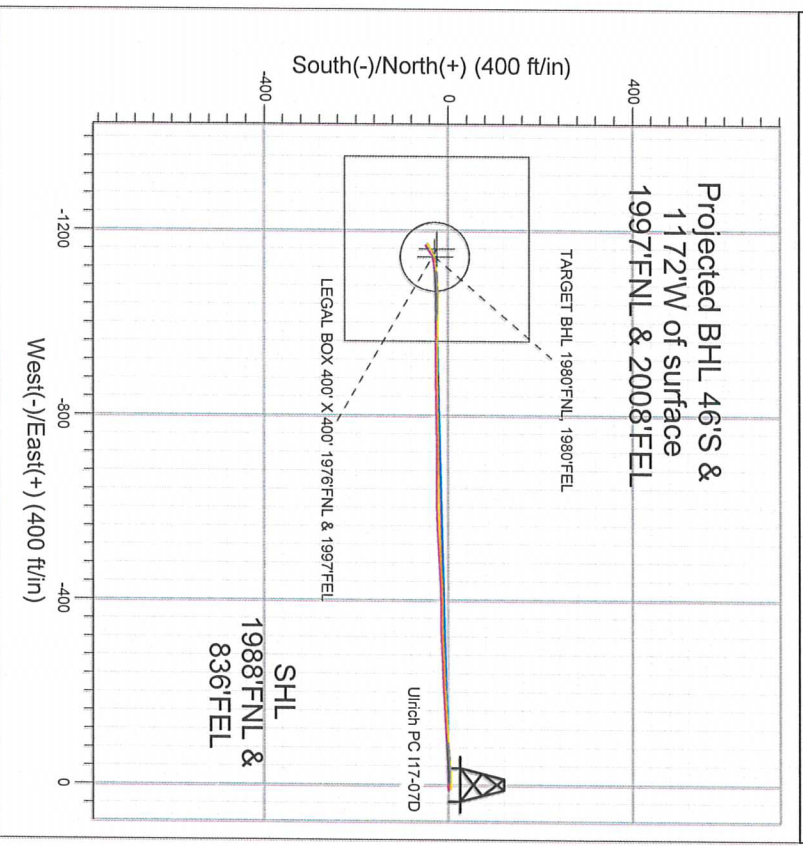 South(-)/North(+) (400 ft/in)
-400
0
400
Projected BHL 46'S &
1172'W of surface
1997'FNL & 2008'FEL
TARGET BHL 1980'FNL, 1980'FEL
LEGAL BOX 400' X 400' 1976'FNL & 1997'FEL
SHL
1988'FNL &
836'FEL
Ulrich PC I17-07D
-1200
-800
-400
0
West(-)/East(+) (400 ft/in)